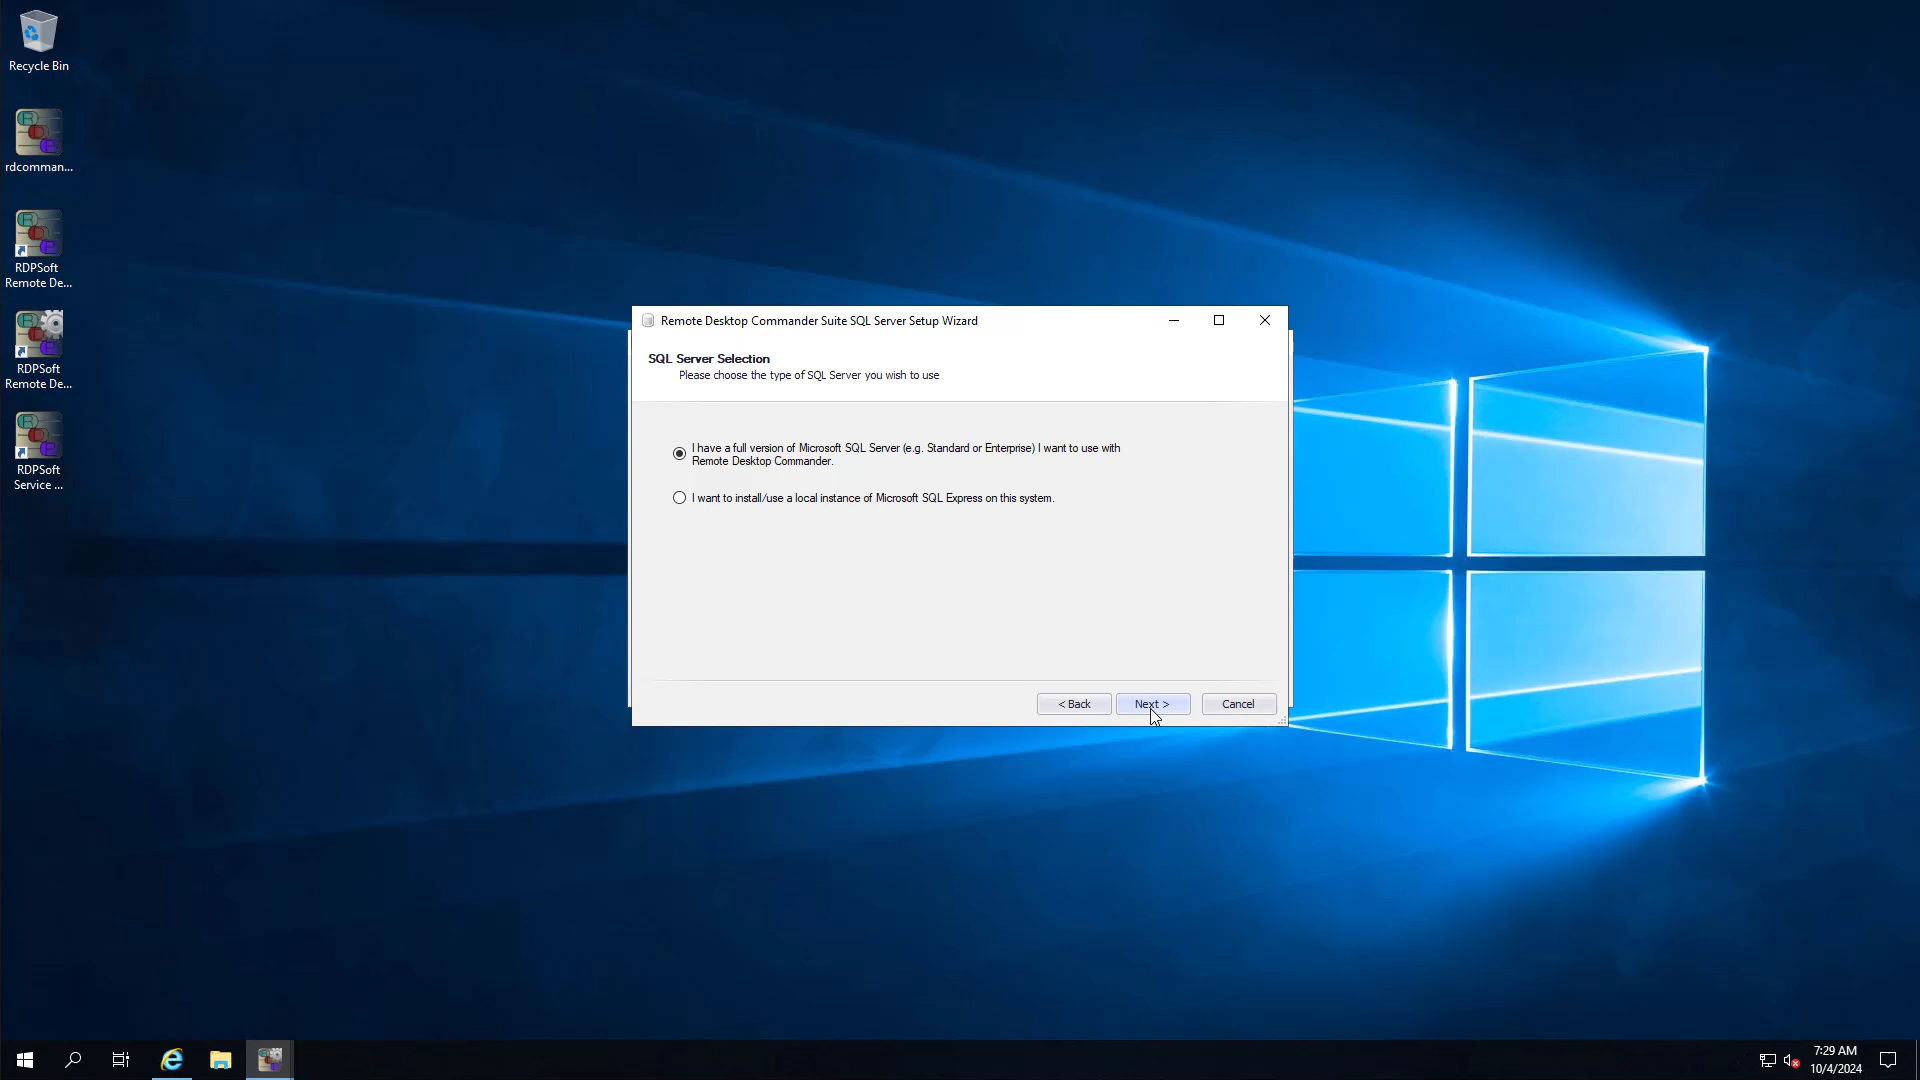 Recycle Bin
rdcomman...
RDPSoft
Remote De...
RDPSoft
Remote De...
RDPSoft
Service ...
Remote Desktop Commander Suite SQL Server Setup Wizard
SQL Server Selection
Please choose the type of SQL Server you wish to use
I have a full version of Microsoft SQL Server (e.g. Standard or Enterprise) I want to use with
Remote Desktop Commander.
I want to install/use a local instance of Microsoft SQL Express on this system.
< Back
Next >
Cancel
7:29 AM
10/4/2024